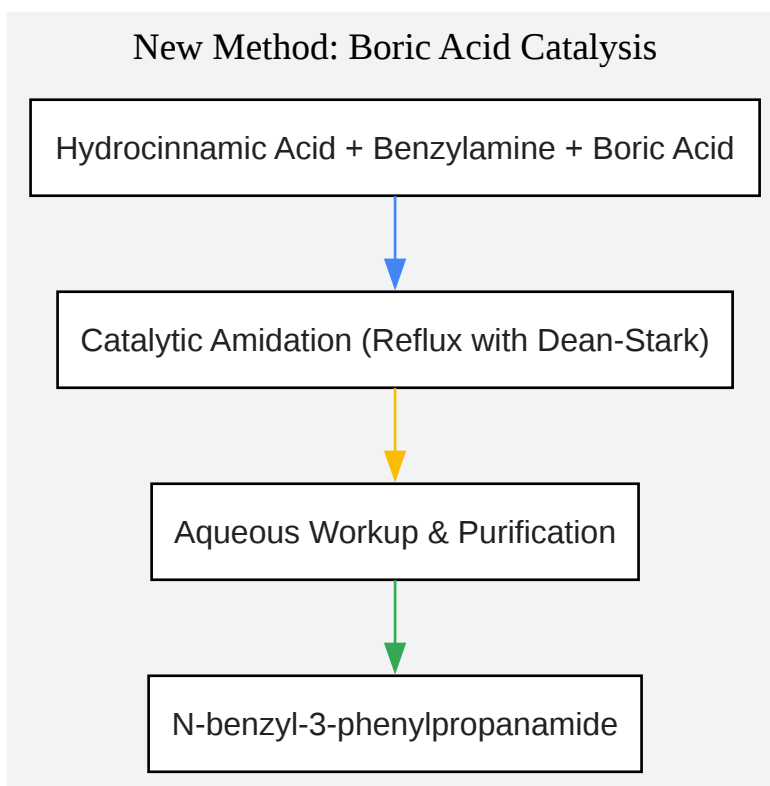 New Method: Boric Acid Catalysis
Hydrocinnamic Acid + Benzylamine + Boric Acid
Catalytic Amidation (Reflux with Dean-Stark)
Aqueous Workup & Purification
N-benzyl-3-phenylpropanamide